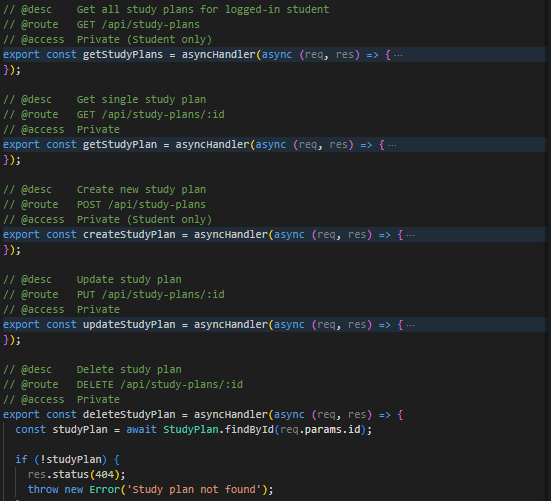 // @desc    Get all study plans for logged-in student
// @route   GET /api/study-plans
// @access  Private (Student only)
export const getStudyPlans = asyncHandler(async (req, res) => {···
});

// @desc    Get single study plan
// @route   GET /api/study-plans/:id
// @access  Private
export const getStudyPlan = asyncHandler(async (req, res) => {···
});

// @desc    Create new study plan
// @route   POST /api/study-plans
// @access  Private (Student only)
export const createStudyPlan = asyncHandler(async (req, res) => {···
});

// @desc    Update study plan
// @route   PUT /api/study-plans/:id
// @access  Private
export const updateStudyPlan = asyncHandler(async (req, res) => {···
});

// @desc    Delete study plan
// @route   DELETE /api/study-plans/:id
// @access  Private
export const deleteStudyPlan = asyncHandler(async (req, res) => {
  const studyPlan = await StudyPlan.findById(req.params.id);

  if (!studyPlan) {
    res.status(404);
    throw new Error('Study plan not found');